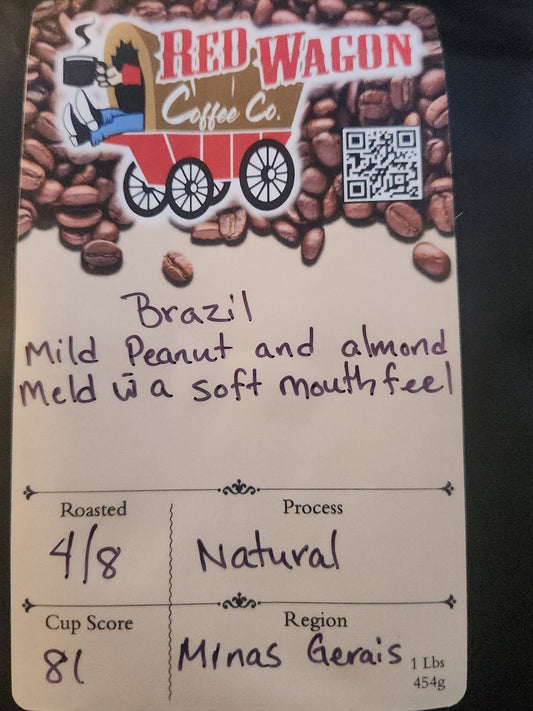 RED WAGON
Coffee Co.
Brazil
Mild Peanut and almond
Meld w̄ a soft mouthfeel
Roasted
Process
4/8
Natural
Cup Score
Region
81
Minas Gerais
1 Lbs
454g